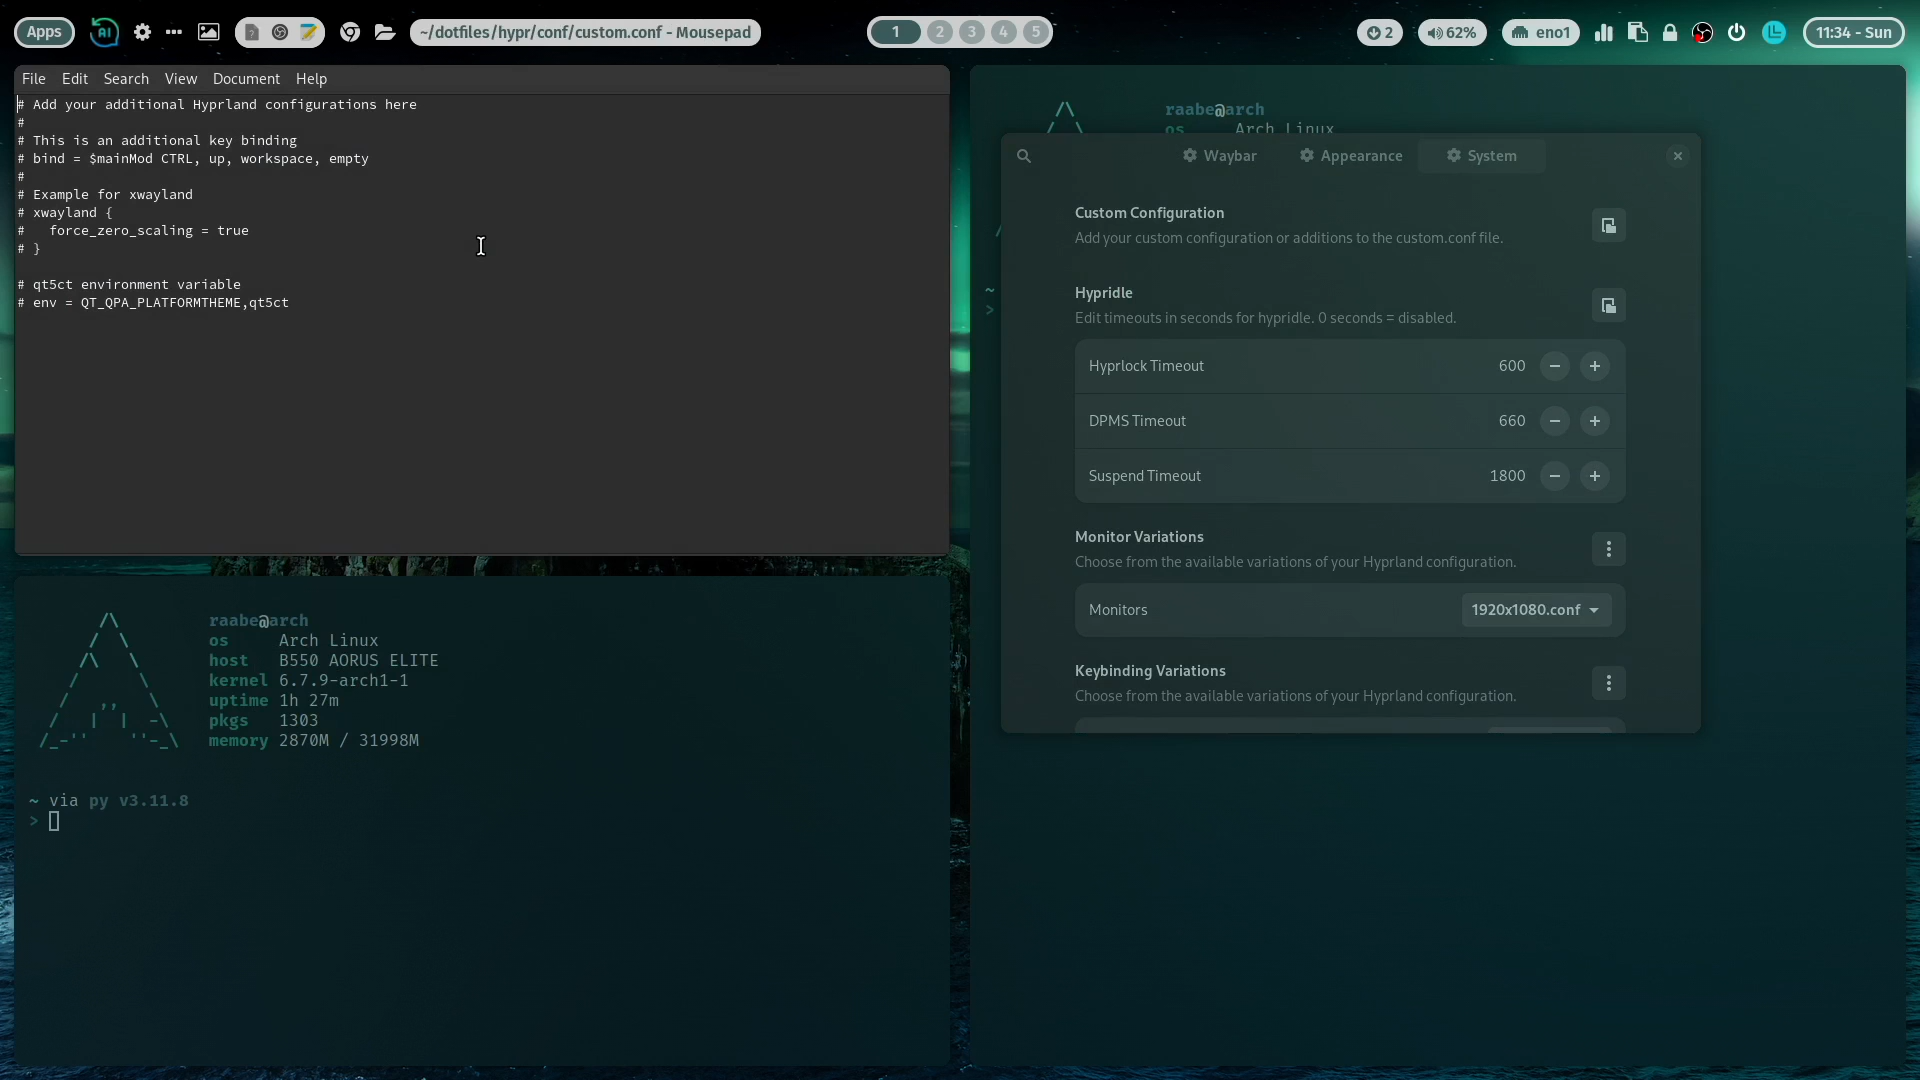 Apps
AI
~/dotfiles/hypr/conf/custom.conf - Mousepad
1 2 3 4 5
2
62%
eno1
11:34 - Sun
File Edit Search View Document Help
# Add your additional Hyprland configurations here
#
# This is an additional key binding
# bind = $mainMod CTRL, up, workspace, empty
#
# Example for xwayland
# xwayland {
#   force_zero_scaling = true
# }
# qt5ct environment variable
# env = QT_QPA_PLATFORMTHEME,qt5ct
raabe@arch
os Arch Linux
host B550 AORUS ELITE
kernel 6.7.9-arch1-1
uptime 1h 27m
pkgs 1303
memory 2870M / 31998M
~ via py v3.11.8
>
raabe@arch
os Arch Linux
~
>
Waybar Appearance System
Custom Configuration
Add your custom configuration or additions to the custom.conf file.
Hypridle
Edit timeouts in seconds for hypridle. 0 seconds = disabled.
Hyprlock Timeout 600 − +
DPMS Timeout 660 − +
Suspend Timeout 1800 − +
Monitor Variations
Choose from the available variations of your Hyprland configuration.
Monitors 1920x1080.conf
Keybinding Variations
Choose from the available variations of your Hyprland configuration.